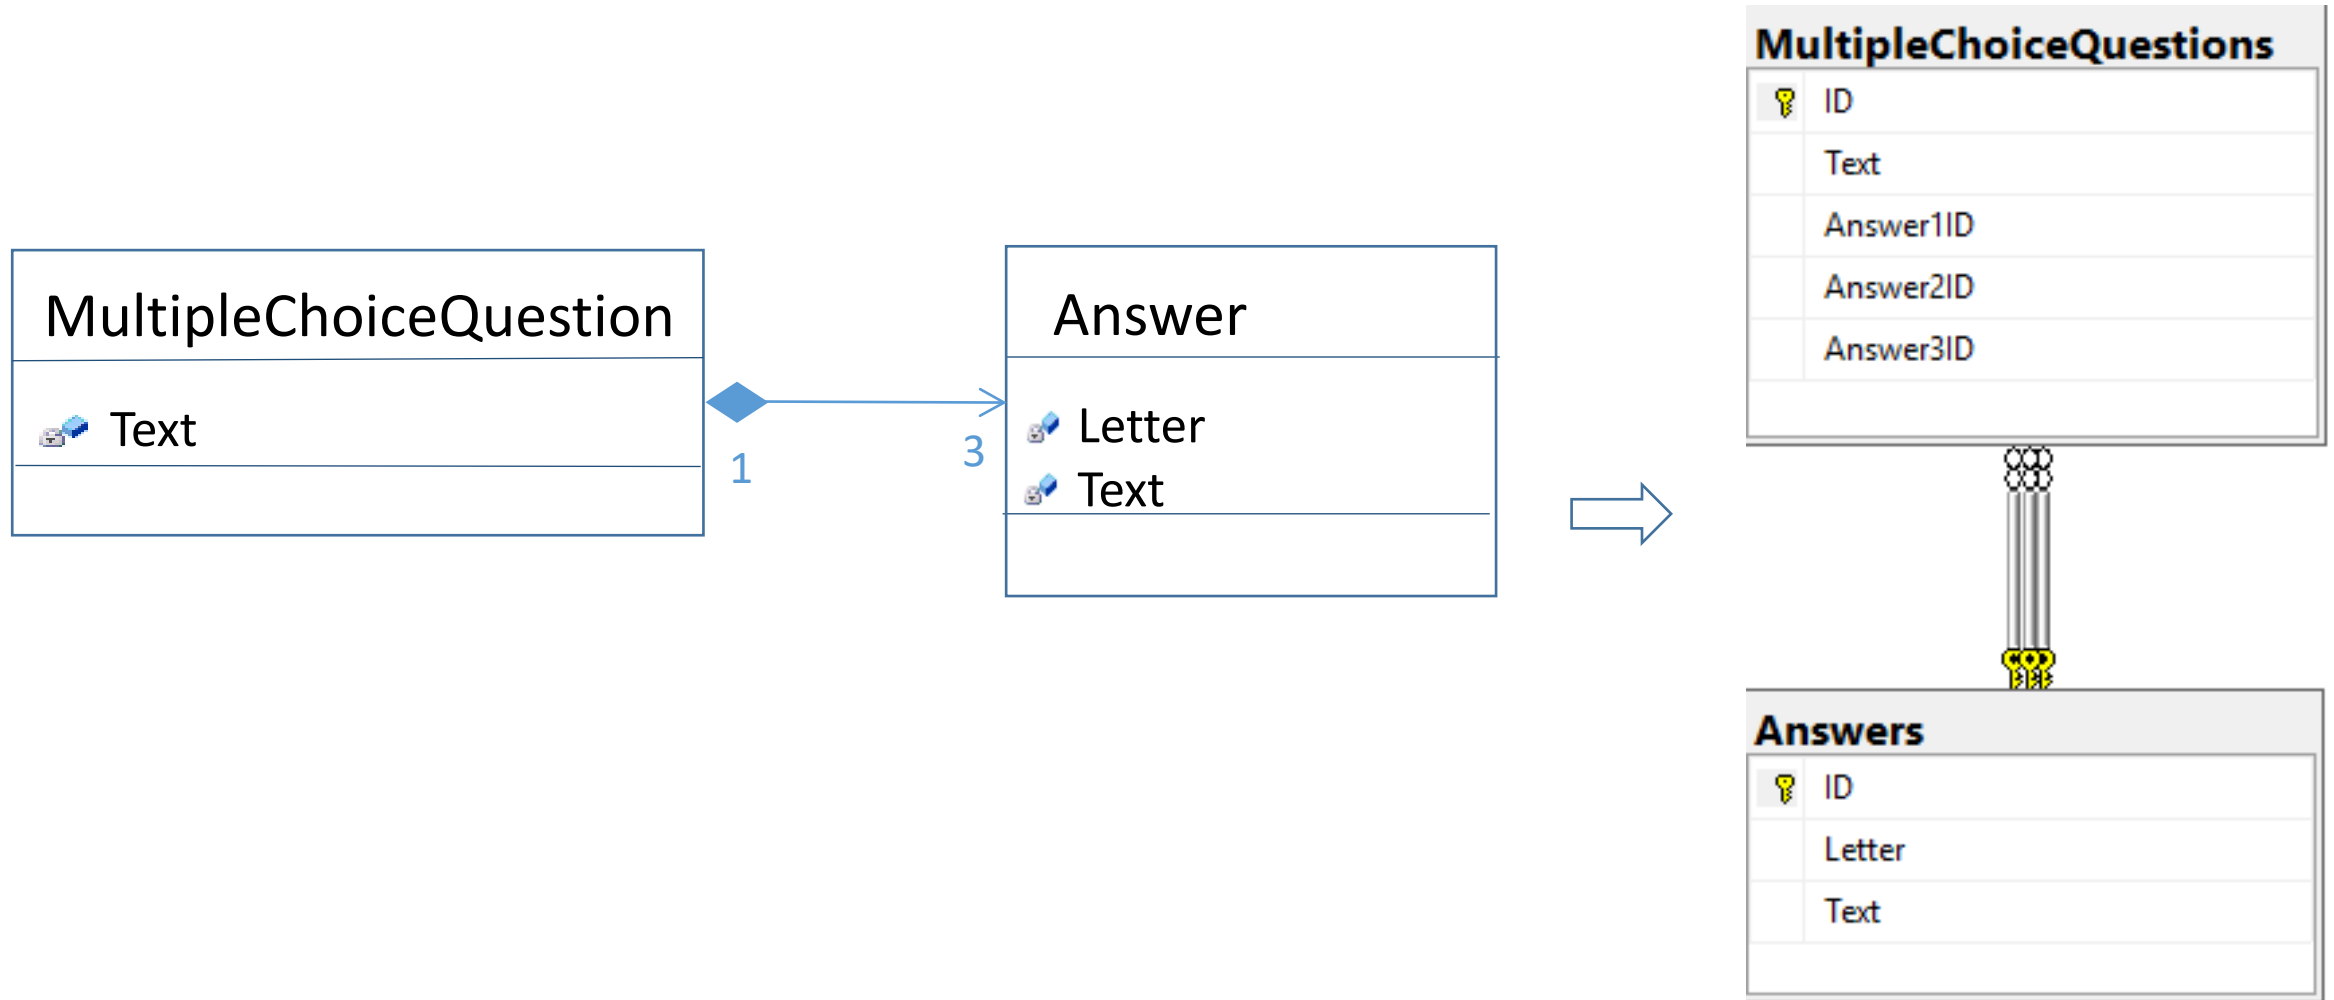 MultipleChoiceQuestion
Text
1
3
Answer
Letter
Text
MultipleChoiceQuestions
ID
Text
Answer1ID
Answer2ID
Answer3ID
Answers
ID
Letter
Text